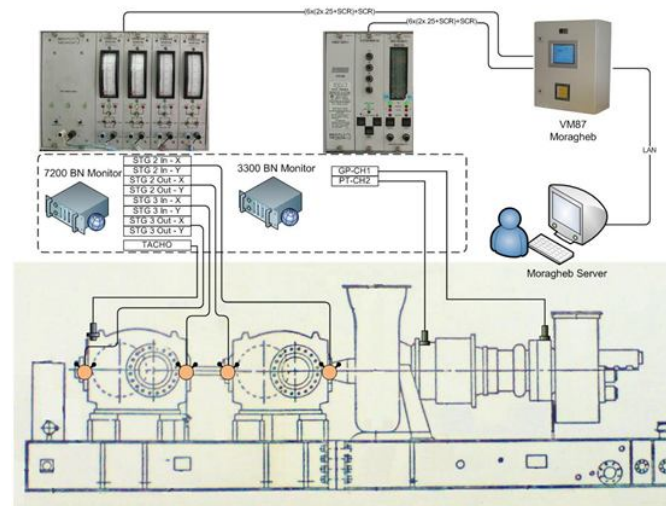 (5x(2x.25+SCR)+SCR)
(6x(2x.25+SCR)+SCR)
VM87
Moragheb
LAN
7200 BN Monitor
STG 2 In - X
STG 2 In - Y
STG 2 Out - X
STG 2 Out - Y
STG 3 In - X
STG 3 In - Y
STG 3 Out - X
STG 3 Out - Y
TACHO
3300 BN Monitor
GP-CH1
PT-CH2
Moragheb Server